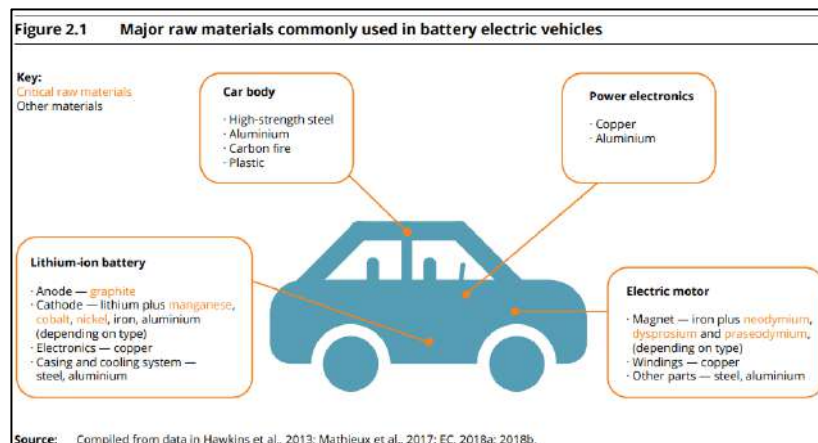 Figure 2.1 Major raw materials commonly used in battery electric vehicles
Key:
Critical raw materials
Other materials
Car body
· High-strength steel
· Aluminium
· Carbon fire
· Plastic
Power electronics
· Copper
· Aluminium
Lithium-ion battery
· Anode — graphite
· Cathode — lithium plus manganese,
cobalt, nickel, iron, aluminium
(depending on type)
· Electronics — copper
· Casing and cooling system —
steel, aluminium
Electric motor
· Magnet — iron plus neodymium,
dysprosium and praseodymium,
(depending on type)
· Windings — copper
· Other parts — steel, aluminium
Source: Compiled from data in Hawkins et al., 2013; Mathieux et al., 2017; EC, 2018a; 2018b.